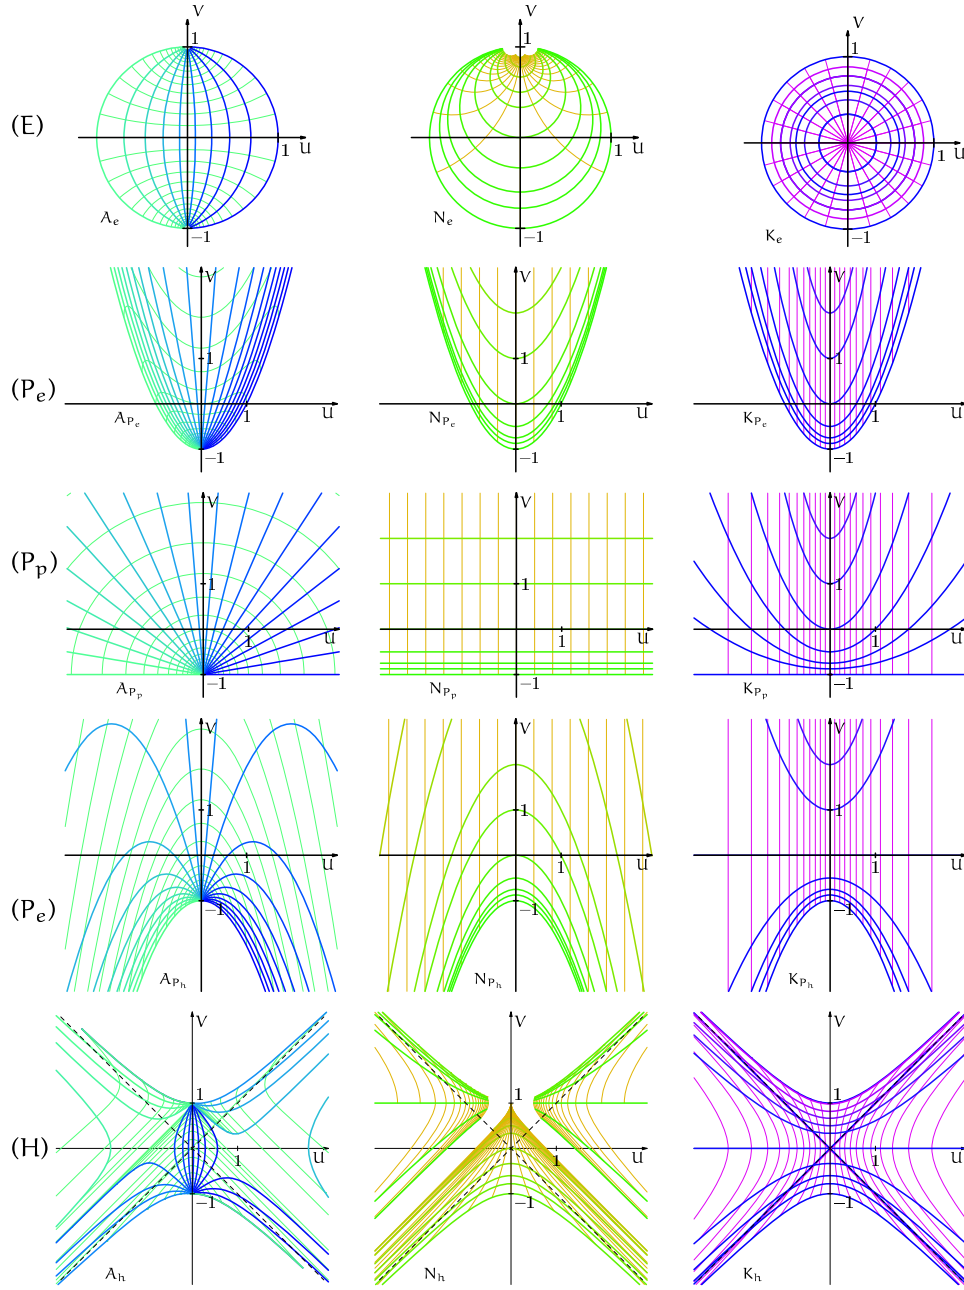 V V V
1 1 1
(E)
1 u 1 1 u
A_e N_e K_e
−1 −1 −1
V V V
1 1 1
(P_e)
A_{P_e} 1 u N_{P_e} 1 K_{P_e} 1 u
−1 −1 −1
V V V
(P_p)
1 1 1
1 u 1 1 u
A_{P_p} −1 N_{P_p} −1 K_{P_p} −1
V V V
1 1 1
1 u 1 1 u
(P_e)
−1 −1 −1
A_{P_h} N_{P_h} K_{P_h}
V V V
1 1 1
(H)
1 u 1 u 1 u
−1 −1 −1
A_h N_h K_h